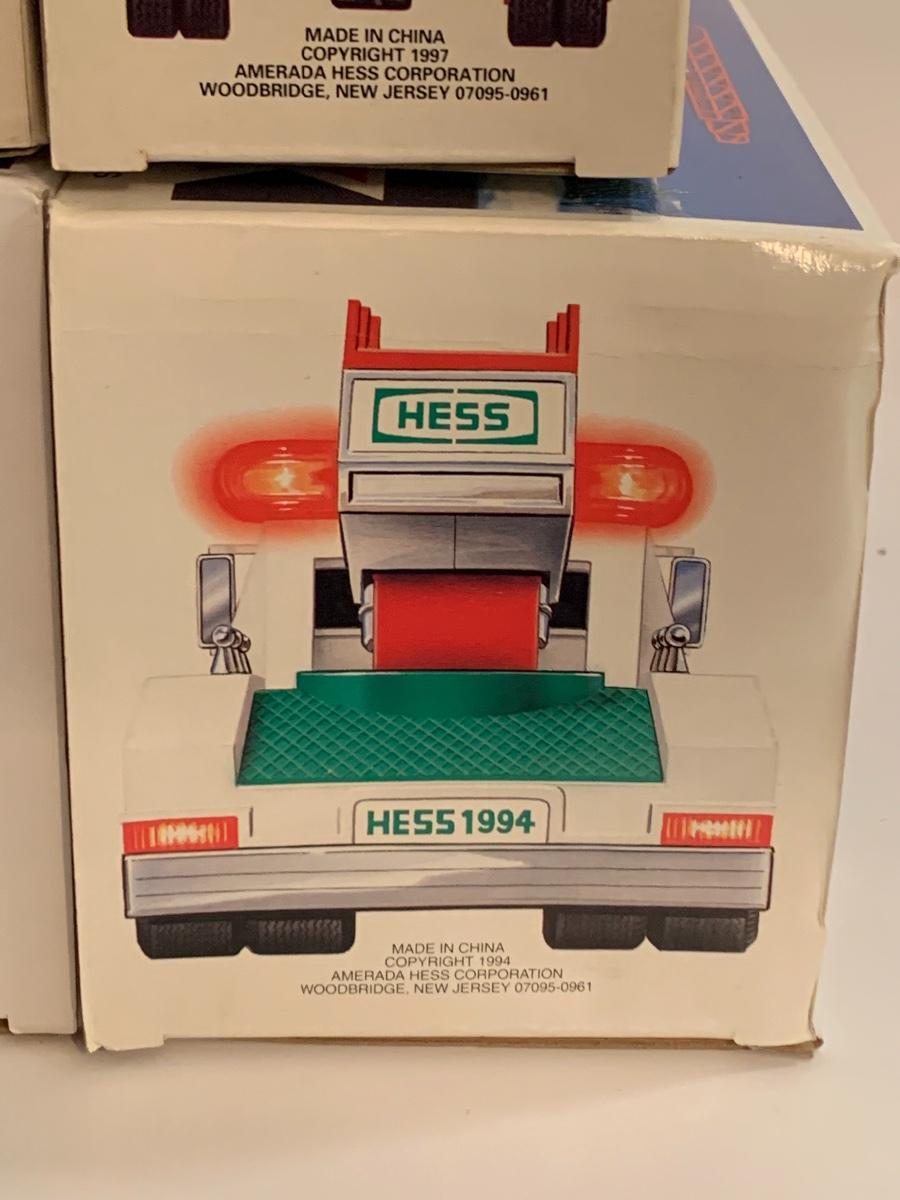 MADE IN CHINA
COPYRIGHT 1997
AMERADA HESS CORPORATION
WOODBRIDGE, NEW JERSEY 07095-0961
HESS
HESS 1994
MADE IN CHINA
COPYRIGHT 1994
AMERADA HESS CORPORATION
WOODBRIDGE, NEW JERSEY 07095-0961